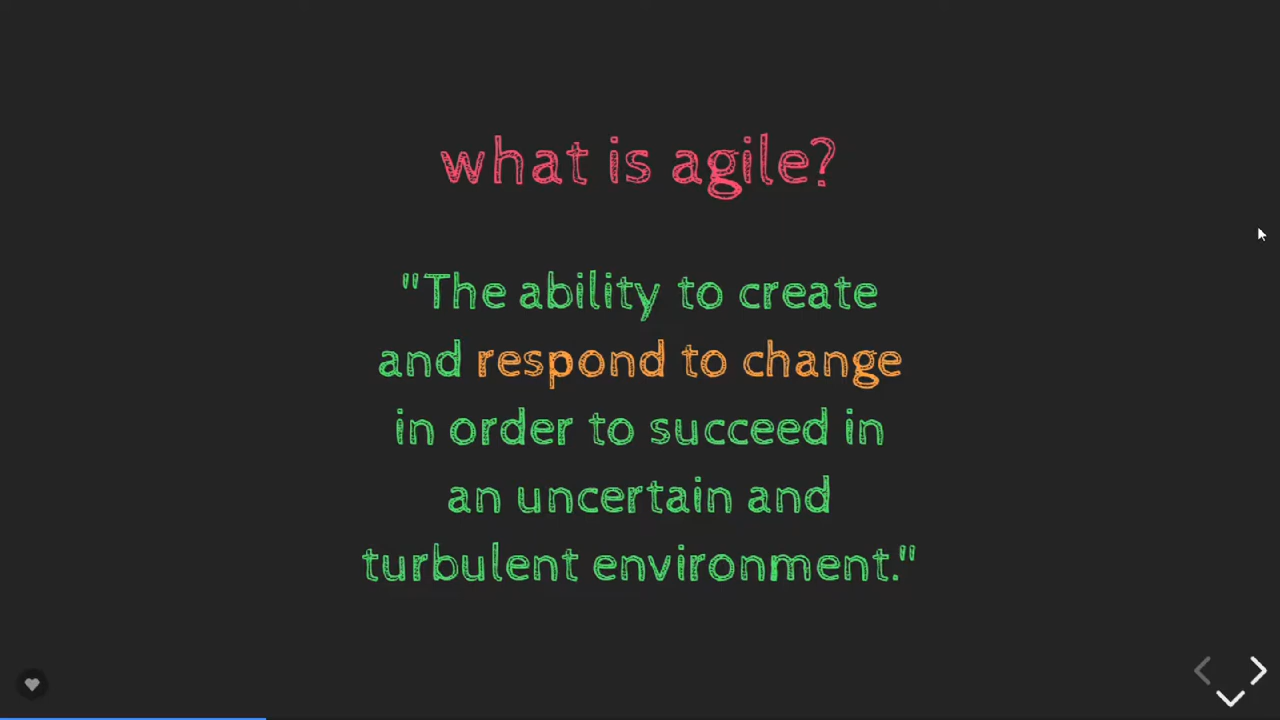 what is agile?
"The ability to create
and respond to change
in order to succeed in
an uncertain and
turbulent environment."